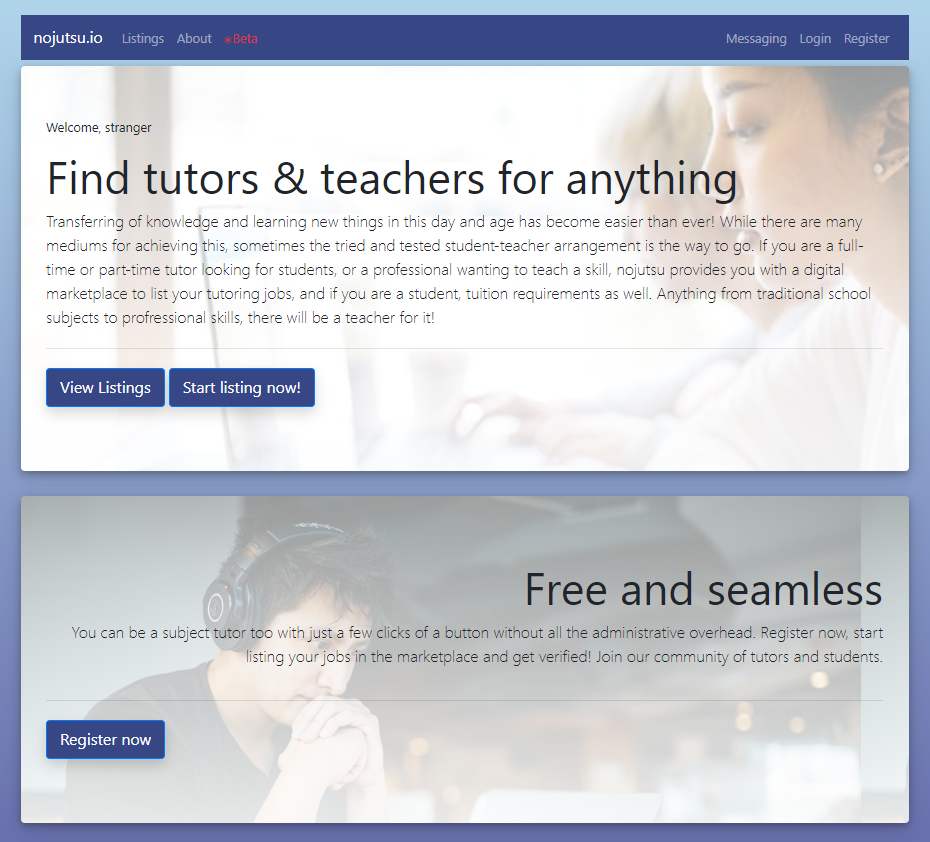 nojutsu.io Listings About *Beta Messaging Login Register
Welcome, stranger
Find tutors & teachers for anything
Transferring of knowledge and learning new things in this day and age has become easier than ever! While there are many
mediums for achieving this, sometimes the tried and tested student-teacher arrangement is the way to go. If you are a full-
time or part-time tutor looking for students, or a professional wanting to teach a skill, nojutsu provides you with a digital
marketplace to list your tutoring jobs, and if you are a student, tuition requirements as well. Anything from traditional school
subjects to profressional skills, there will be a teacher for it!
View Listings Start listing now!
Free and seamless
You can be a subject tutor too with just a few clicks of a button without all the administrative overhead. Register now, start
listing your jobs in the marketplace and get verified! Join our community of tutors and students.
Register now